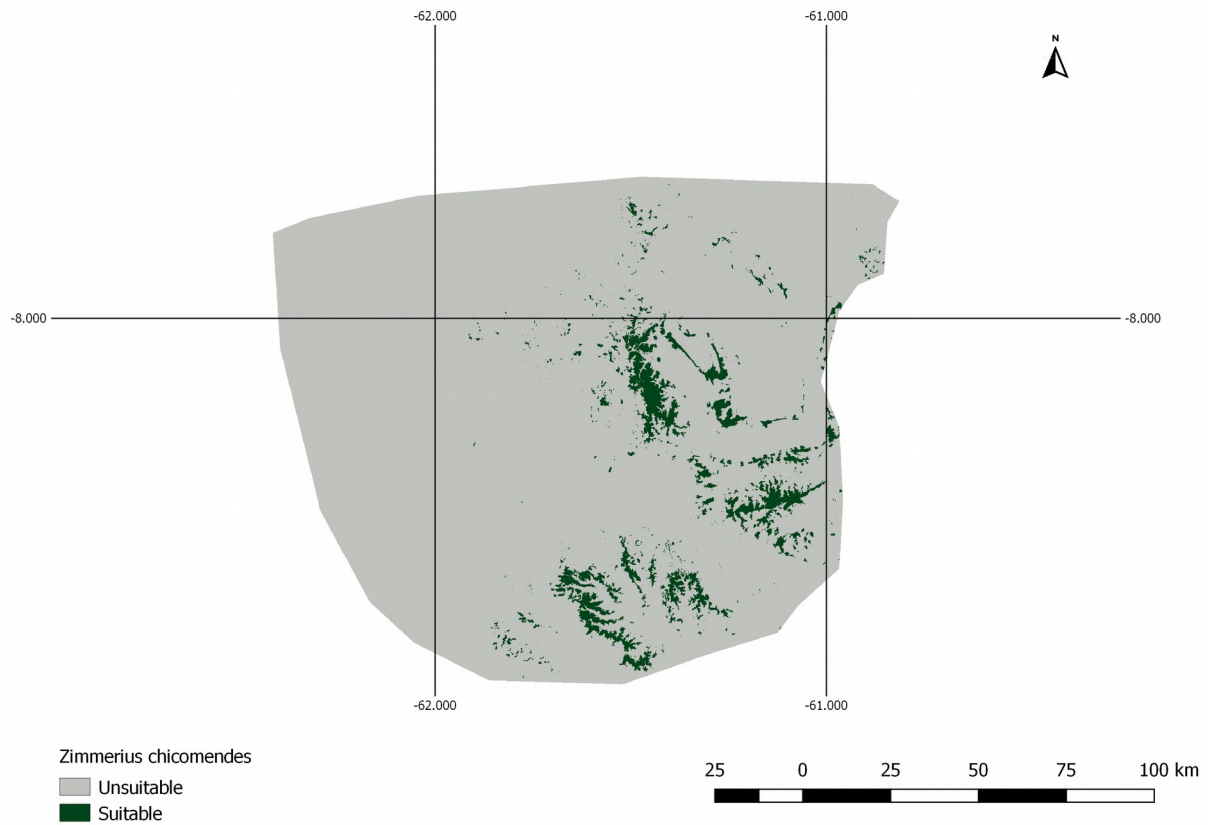 -62.000 -61.000
N
-8.000 -8.000
-62.000 -61.000
Zimmerius chicomendes
Unsuitable
Suitable
25 0 25 50 75 100 km